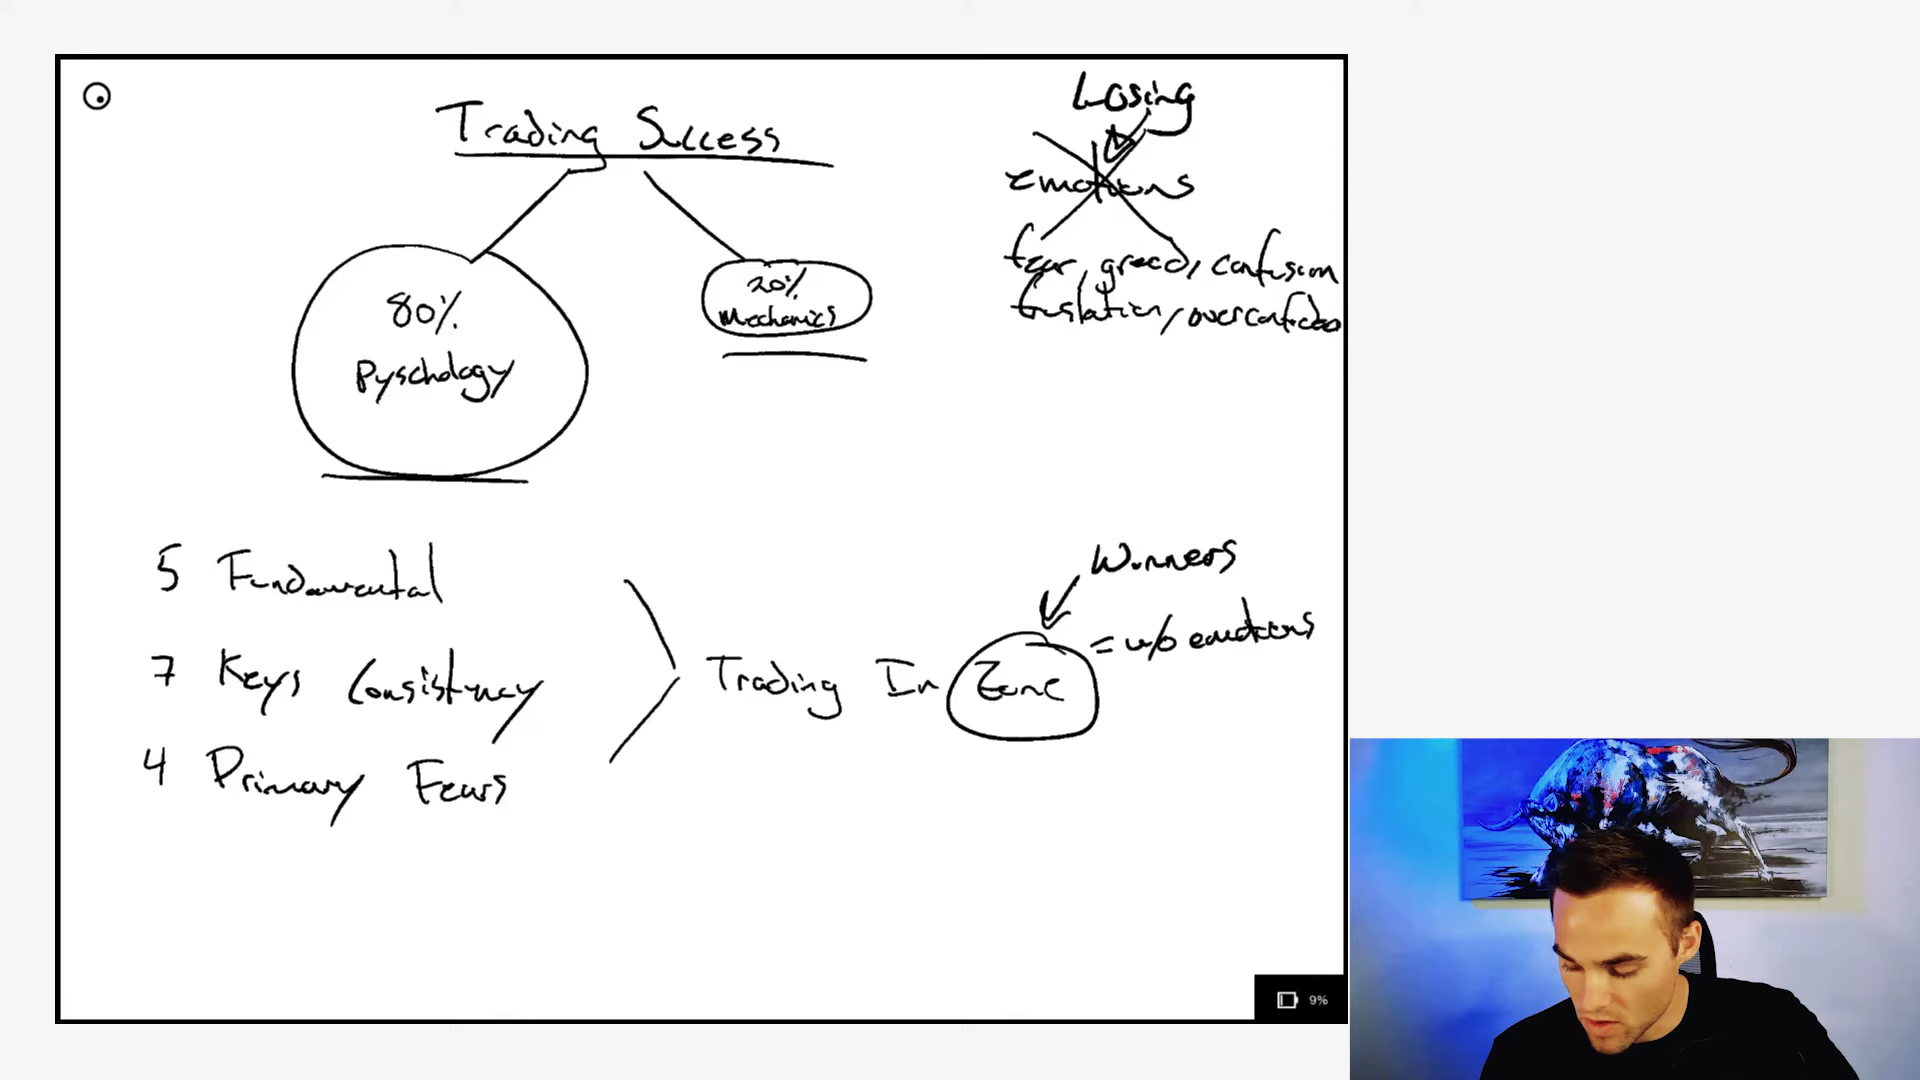 Trading Success
80%
Pyschology
20%
Mechanics
Losing
emotions
fear, greed, confusion
overconfidence
5 Fundamental
7 Keys Consistency
4 Primary Fears
Trading In Zone
Winners
= w/o emotions
9%